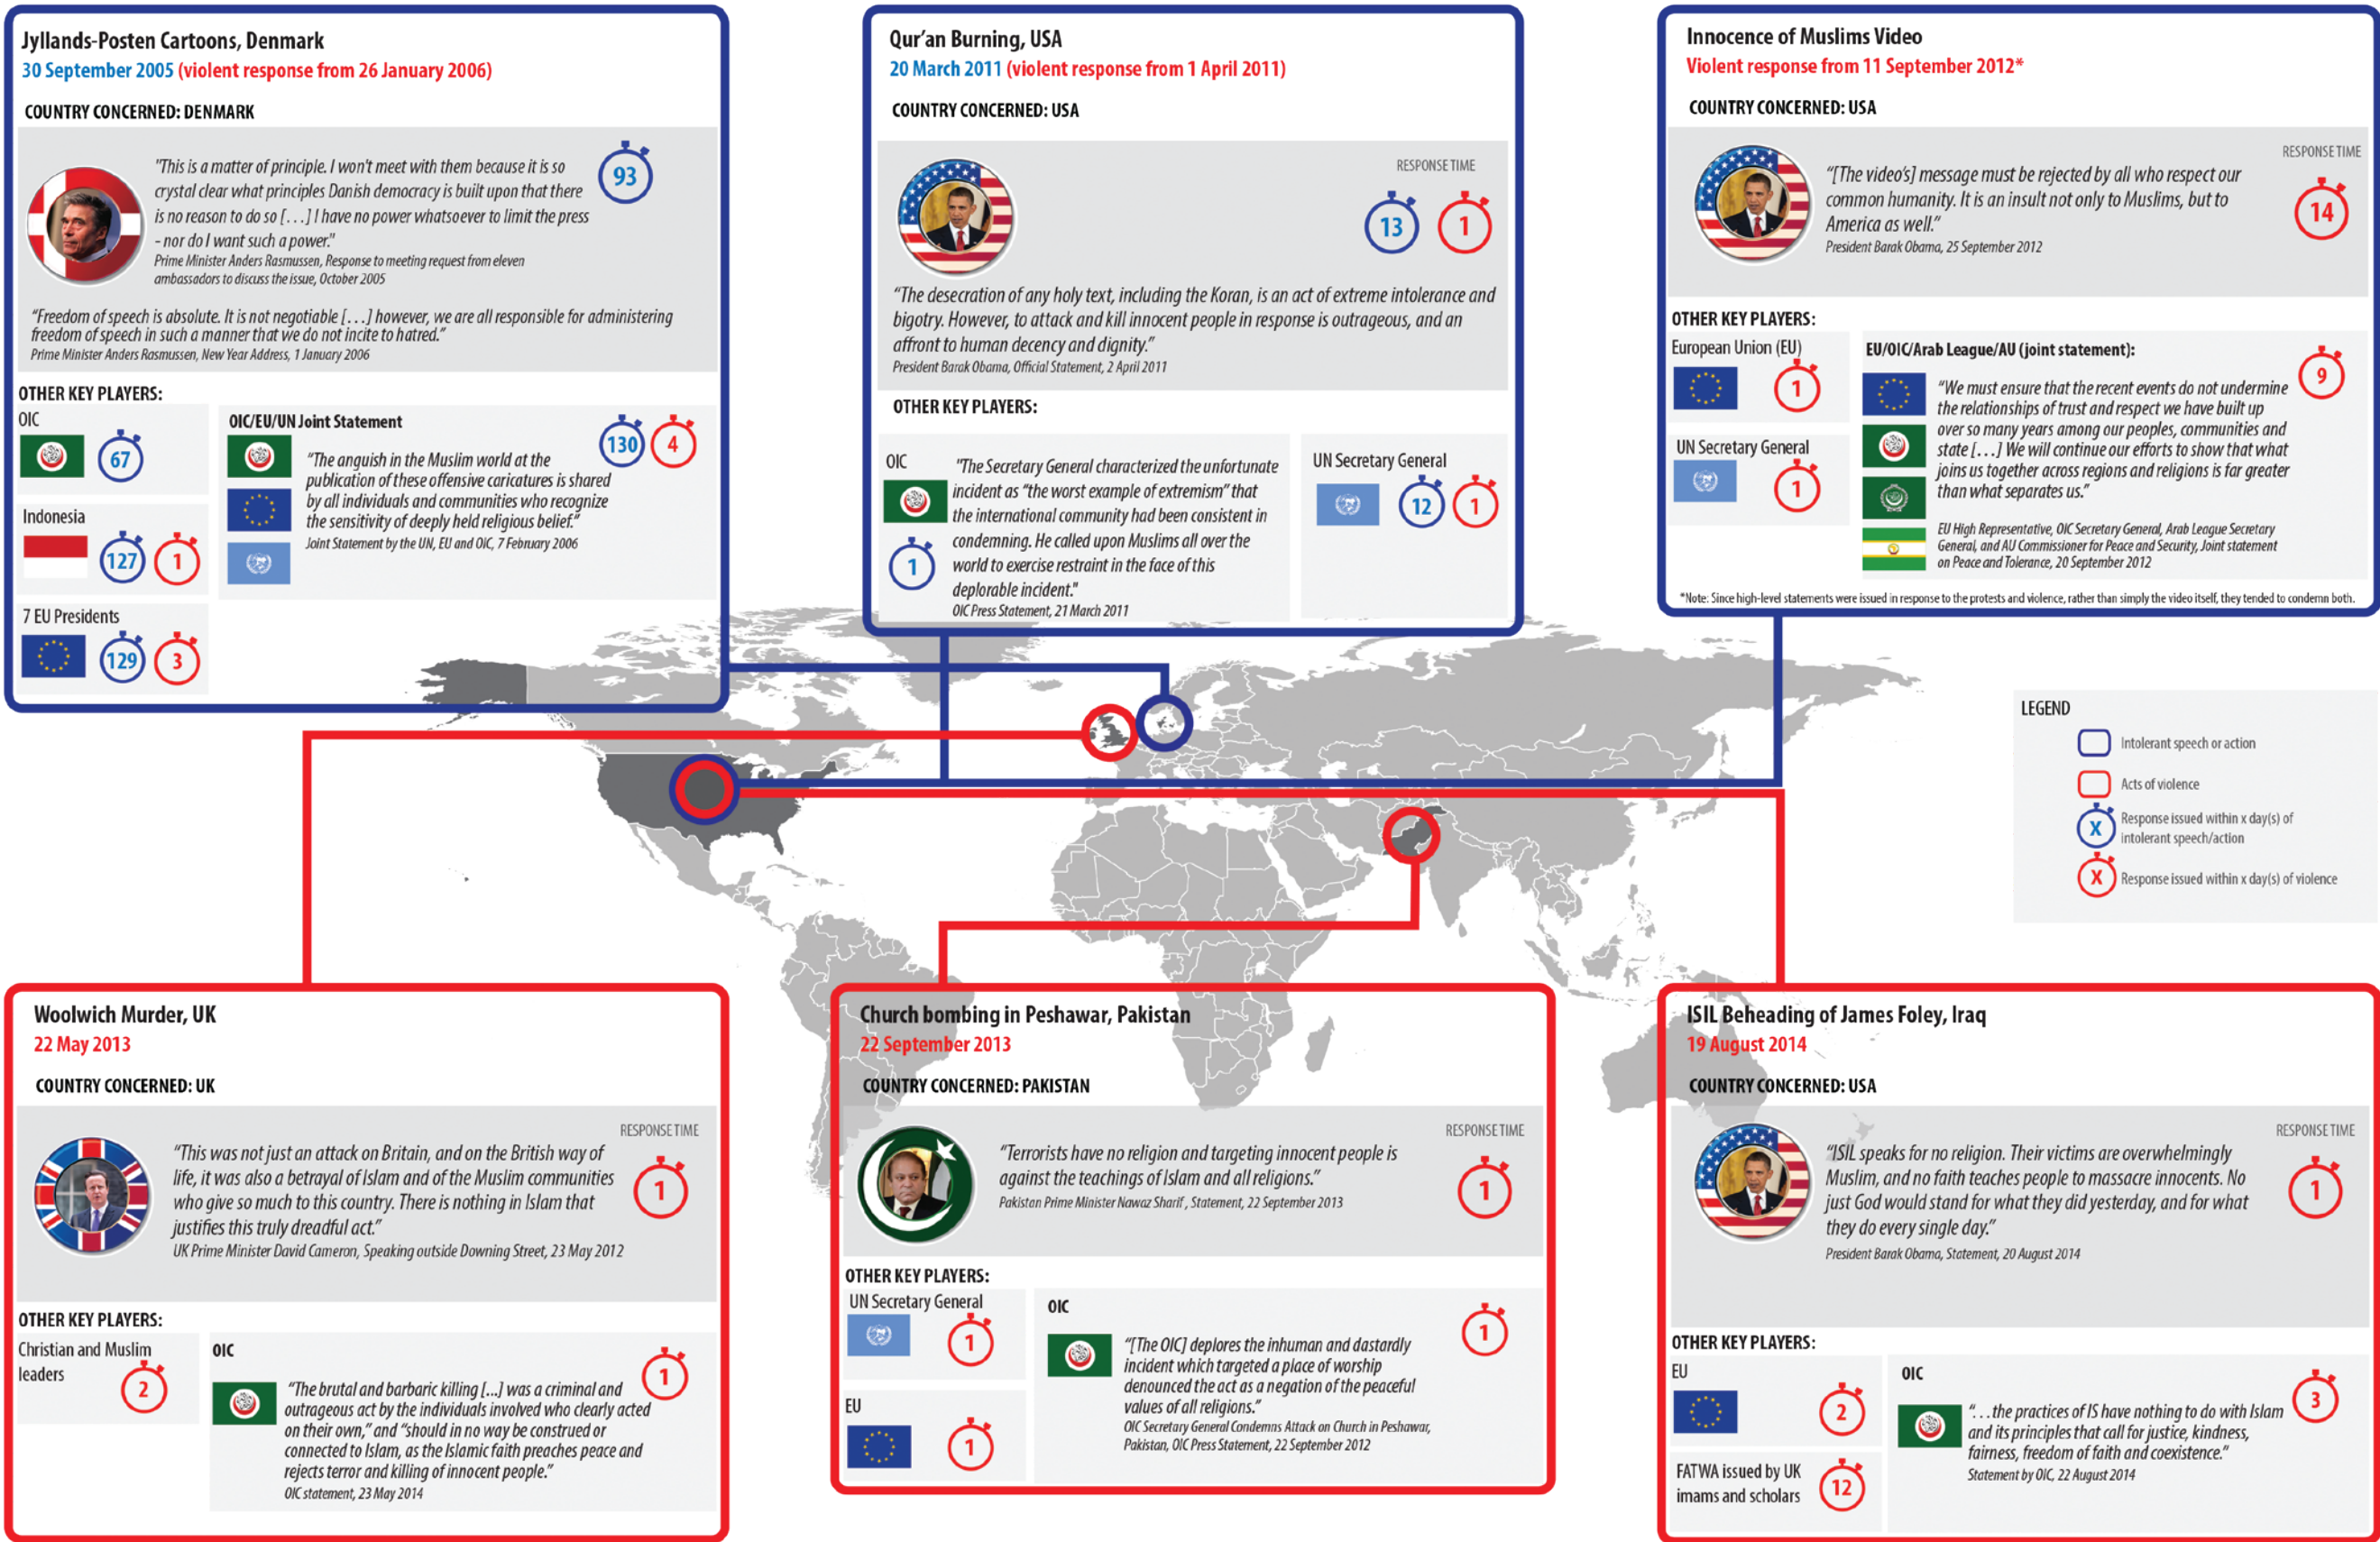 Jyllands-Posten Cartoons, Denmark
30 September 2005 (violent response from 26 January 2006)
COUNTRY CONCERNED: DENMARK
"This is a matter of principle. I won't meet with them because it is so
crystal clear what principles Danish democracy is built upon that there
is no reason to do so [...] I have no power whatsoever to limit the press
- nor do I want such a power."
Prime Minister Anders Rasmussen, Response to meeting request from eleven
ambassadors to discuss the issue, October 2005
93
“Freedom of speech is absolute. It is not negotiable [...] however, we are all responsible for administering
freedom of speech in such a manner that we do not incite to hatred.”
Prime Minister Anders Rasmussen, New Year Address, 1 January 2006
OTHER KEY PLAYERS:
OIC
67
Indonesia
127
1
7 EU Presidents
129
3
OIC/EU/UN Joint Statement
130
4
“The anguish in the Muslim world at the
publication of these offensive caricatures is shared
by all individuals and communities who recognize
the sensitivity of deeply held religious belief.”
Joint Statement by the UN, EU and OIC, 7 February 2006
Qur'an Burning, USA
20 March 2011 (violent response from 1 April 2011)
COUNTRY CONCERNED: USA
RESPONSE TIME
13
1
“The desecration of any holy text, including the Koran, is an act of extreme intolerance and
bigotry. However, to attack and kill innocent people in response is outrageous, and an
affront to human decency and dignity.”
President Barak Obama, Official Statement, 2 April 2011
OTHER KEY PLAYERS:
OIC
1
"The Secretary General characterized the unfortunate
incident as “the worst example of extremism” that
the international community had been consistent in
condemning. He called upon Muslims all over the
world to exercise restraint in the face of this
deplorable incident."
OIC Press Statement, 21 March 2011
UN Secretary General
12
1
Innocence of Muslims Video
Violent response from 11 September 2012*
COUNTRY CONCERNED: USA
RESPONSE TIME
“[The video's] message must be rejected by all who respect our
common humanity. It is an insult not only to Muslims, but to
America as well.”
President Barak Obama, 25 September 2012
14
OTHER KEY PLAYERS:
European Union (EU)
1
UN Secretary General
1
EU/OIC/Arab League/AU (joint statement):
9
“We must ensure that the recent events do not undermine
the relationships of trust and respect we have built up
over so many years among our peoples, communities and
state [...] We will continue our efforts to show that what
joins us together across regions and religions is far greater
than what separates us.”
EU High Representative, OIC Secretary General, Arab League Secretary
General, and AU Commissioner for Peace and Security, Joint statement
on Peace and Tolerance, 20 September 2012
*Note: Since high-level statements were issued in response to the protests and violence, rather than simply the video itself, they tended to condemn both.
LEGEND
Intolerant speech or action
Acts of violence
X
Response issued within x day(s) of
intolerant speech/action
X
Response issued within x day(s) of violence
Woolwich Murder, UK
22 May 2013
COUNTRY CONCERNED: UK
RESPONSE TIME
“This was not just an attack on Britain, and on the British way of
life, it was also a betrayal of Islam and of the Muslim communities
who give so much to this country. There is nothing in Islam that
justifies this truly dreadful act.”
UK Prime Minister David Cameron, Speaking outside Downing Street, 23 May 2012
1
OTHER KEY PLAYERS:
Christian and Muslim
leaders
2
OIC
1
“The brutal and barbaric killing [...] was a criminal and
outrageous act by the individuals involved who clearly acted
on their own,” and “should in no way be construed or
connected to Islam, as the Islamic faith preaches peace and
rejects terror and killing of innocent people.”
OIC statement, 23 May 2014
Church bombing in Peshawar, Pakistan
22 September 2013
COUNTRY CONCERNED: PAKISTAN
RESPONSE TIME
“Terrorists have no religion and targeting innocent people is
against the teachings of Islam and all religions.”
Pakistan Prime Minister Nawaz Sharif , Statement, 22 September 2013
1
OTHER KEY PLAYERS:
UN Secretary General
1
EU
1
OIC
1
“[The OIC] deplores the inhuman and dastardly
incident which targeted a place of worship
denounced the act as a negation of the peaceful
values of all religions.”
OIC Secretary General Condemns Attack on Church in Peshawar,
Pakistan, OIC Press Statement, 22 September 2012
ISIL Beheading of James Foley, Iraq
19 August 2014
COUNTRY CONCERNED: USA
RESPONSE TIME
“ISIL speaks for no religion. Their victims are overwhelmingly
Muslim, and no faith teaches people to massacre innocents. No
just God would stand for what they did yesterday, and for what
they do every single day.”
President Barak Obama, Statement, 20 August 2014
1
OTHER KEY PLAYERS:
EU
2
FATWA issued by UK
imams and scholars
12
OIC
3
“...the practices of IS have nothing to do with Islam
and its principles that call for justice, kindness,
fairness, freedom of faith and coexistence.”
Statement by OIC, 22 August 2014